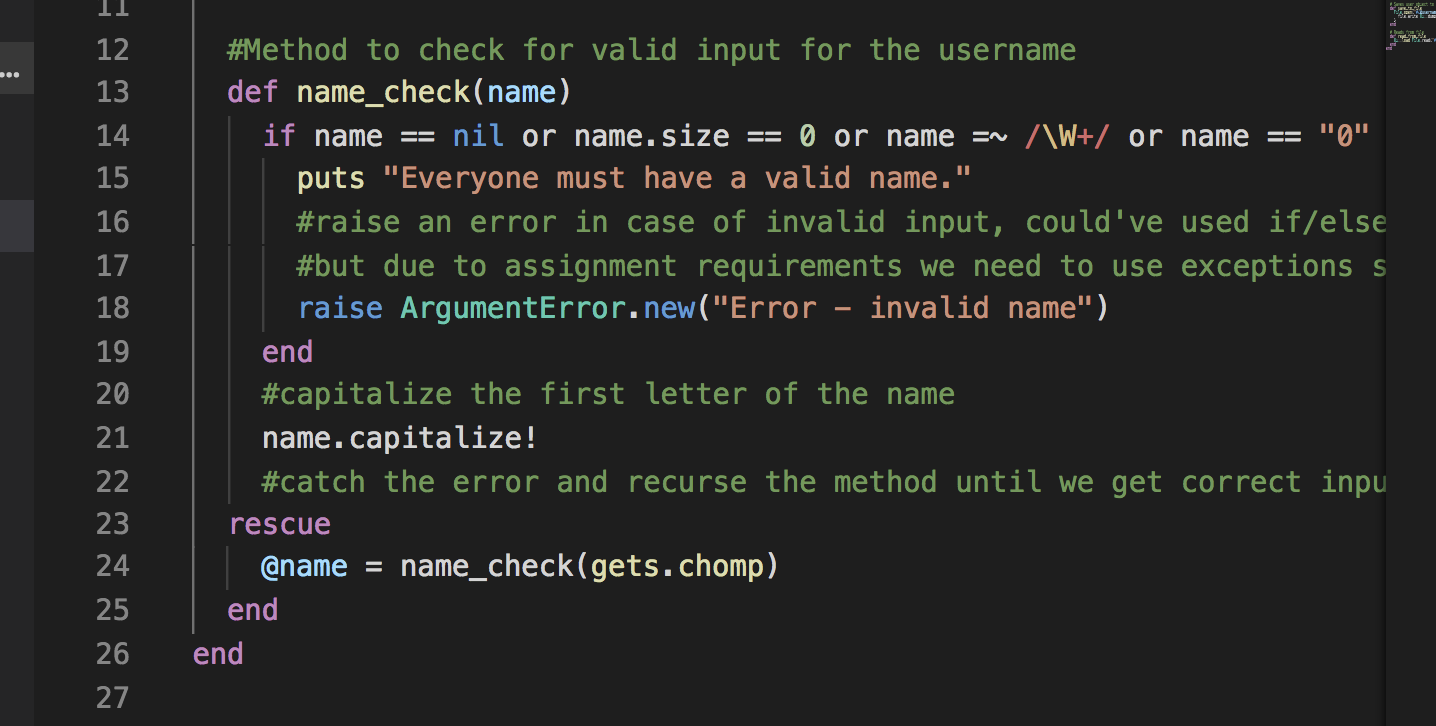 11
12 #Method to check for valid input for the username
13 def name_check(name)
14 if name == nil or name.size == 0 or name =~ /\W+/ or name == "0"
15 puts "Everyone must have a valid name."
16 #raise an error in case of invalid input, could've used if/else
17 #but due to assignment requirements we need to use exceptions s
18 raise ArgumentError.new("Error – invalid name")
19 end
20 #capitalize the first letter of the name
21 name.capitalize!
22 #catch the error and recurse the method until we get correct inpu
23 rescue
24 @name = name_check(gets.chomp)
25 end
26 end
27